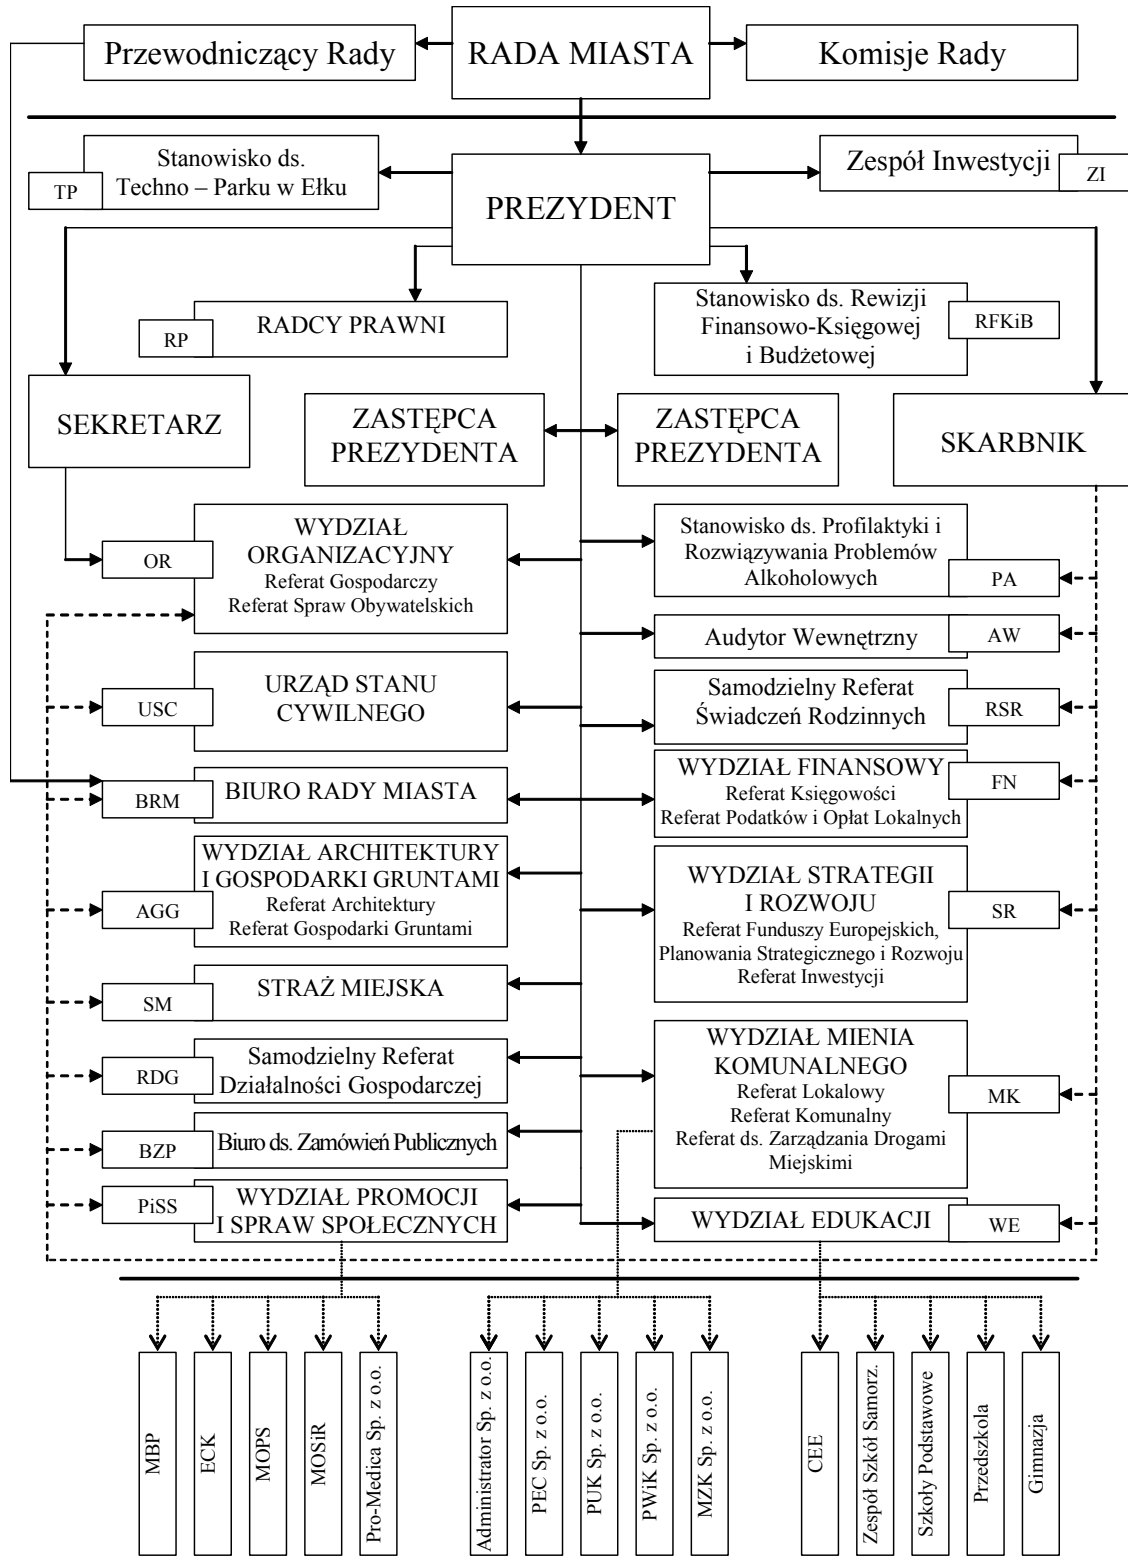 Przewodniczący Rady
RADA MIASTA
Komisje Rady
Stanowisko ds.
Techno – Parku w Ełku
TP
PREZYDENT
Zespół Inwestycji
ZI
RADCY PRAWNI
RP
Stanowisko ds. Rewizji
Finansowo-Księgowej
i Budżetowej
RFKiB
SEKRETARZ
ZASTĘPCA
PREZYDENTA
ZASTĘPCA
PREZYDENTA
SKARBNIK
WYDZIAŁ
ORGANIZACYJNY
Referat Gospodarczy
Referat Spraw Obywatelskich
OR
Stanowisko ds. Profilaktyki i
Rozwiązywania Problemów
Alkoholowych
PA
Audytor Wewnętrzny
AW
URZĄD STANU
CYWILNEGO
USC
Samodzielny Referat
Świadczeń Rodzinnych
RSR
BIURO RADY MIASTA
BRM
WYDZIAŁ FINANSOWY
Referat Księgowości
Referat Podatków i Opłat Lokalnych
FN
WYDZIAŁ ARCHITEKTURY
I GOSPODARKI GRUNTAMI
Referat Architektury
Referat Gospodarki Gruntami
AGG
WYDZIAŁ STRATEGII
I ROZWOJU
Referat Funduszy Europejskich,
Planowania Strategicznego i Rozwoju
Referat Inwestycji
SR
STRAŻ MIEJSKA
SM
Samodzielny Referat
Działalności Gospodarczej
RDG
WYDZIAŁ MIENIA
KOMUNALNEGO
Referat Lokalowy
Referat Komunalny
Referat ds. Zarządzania Drogami
Miejskimi
MK
Biuro ds. Zamówień Publicznych
BZP
WYDZIAŁ PROMOCJI
I SPRAW SPOŁECZNYCH
PiSS
WYDZIAŁ EDUKACJI
WE
MBP
ECK
MOPS
MOSiR
Pro-Medica Sp. z o.o.
Administrator Sp. z o.o.
PEC Sp. z o.o.
PUK Sp. z o.o.
PWiK Sp. z o.o.
MZK Sp. z o.o.
CEE
Zespół Szkół Samorz.
Szkoły Podstawowe
Przedszkola
Gimnazja